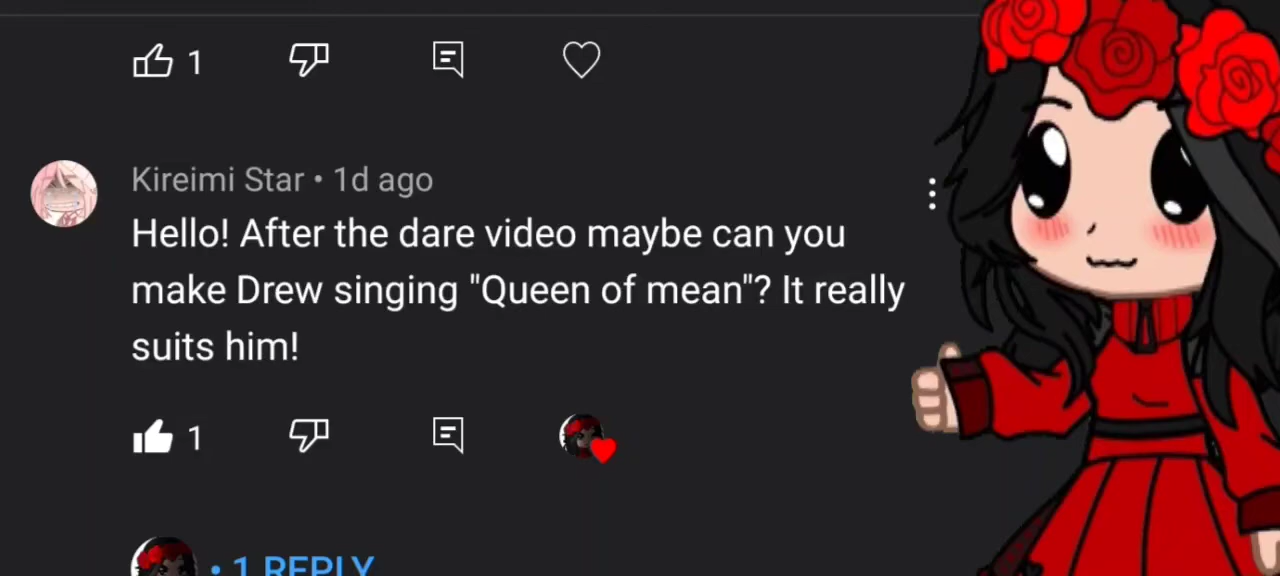 1
Kireimi Star • 1d ago
Hello! After the dare video maybe can you
make Drew singing "Queen of mean"? It really
suits him!
1
• 1 REPLY